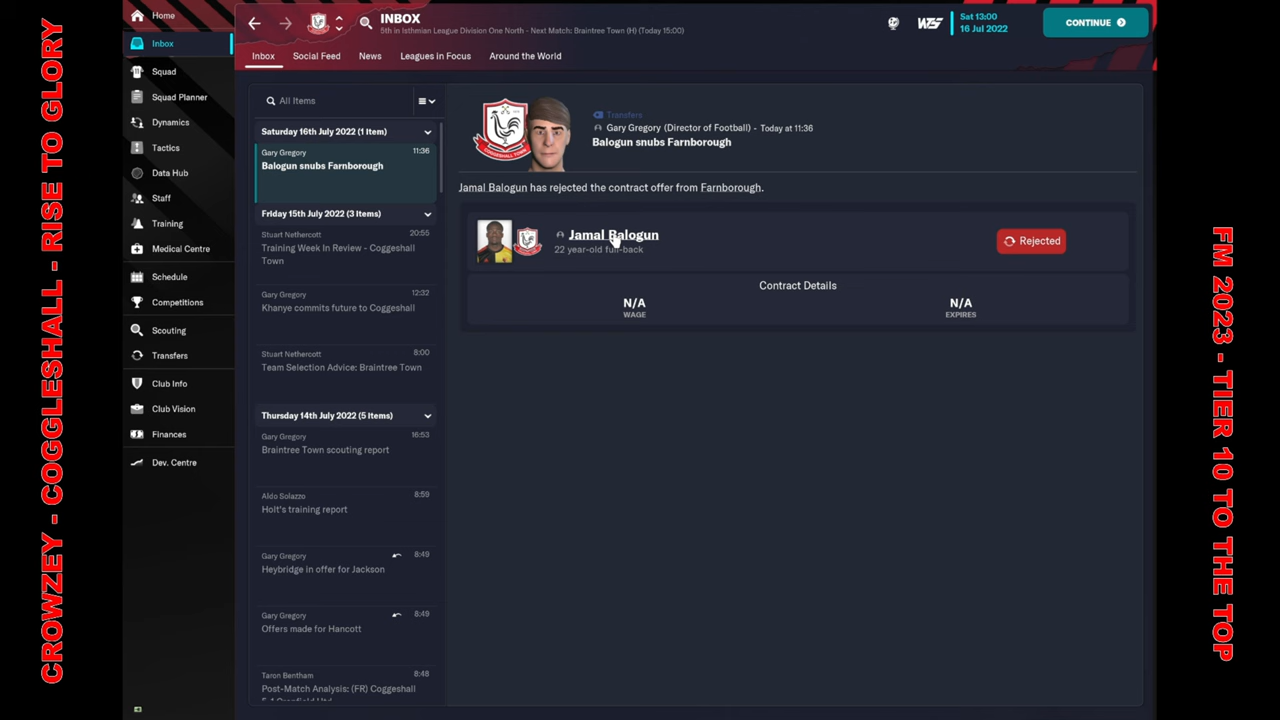 CROWZEY - COGGLESHALL - RISE TO GLORY
Home
Inbox
Squad
Squad Planner
Dynamics
Tactics
Data Hub
Staff
Training
Medical Centre
Schedule
Competitions
Scouting
Transfers
Club Info
Club Vision
Finances
Dev. Centre
INBOX
5th in Isthmian League Division One North - Next Match: Braintree Town (H) (Today 15:00)
Sat 13:00
16 Jul 2022
CONTINUE
Inbox Social Feed News Leagues in Focus Around the World
All Items
Saturday 16th July 2022 (1 Item)
Gary Gregory 11:36
Balogun snubs Farnborough
Friday 15th July 2022 (3 Items)
Stuart Nethercott 20:55
Training Week In Review - Coggeshall
Town
Gary Gregory 12:32
Khanye commits future to Coggeshall
Stuart Nethercott 8:00
Team Selection Advice: Braintree Town
Thursday 14th July 2022 (5 Items)
Gary Gregory 16:53
Braintree Town scouting report
Aldo Solazzo 8:59
Holt's training report
Gary Gregory 8:49
Heybridge in offer for Jackson
Gary Gregory 8:49
Offers made for Hancott
Taron Bentham 8:48
Post-Match Analysis: (FR) Coggeshall
Transfers
Gary Gregory (Director of Football) - Today at 11:36
Balogun snubs Farnborough
Jamal Balogun has rejected the contract offer from Farnborough.
Jamal Balogun
22 year-old full-back
Rejected
Contract Details
N/A
WAGE
N/A
EXPIRES
FM 2023 - TIER 10 TO THE TOP